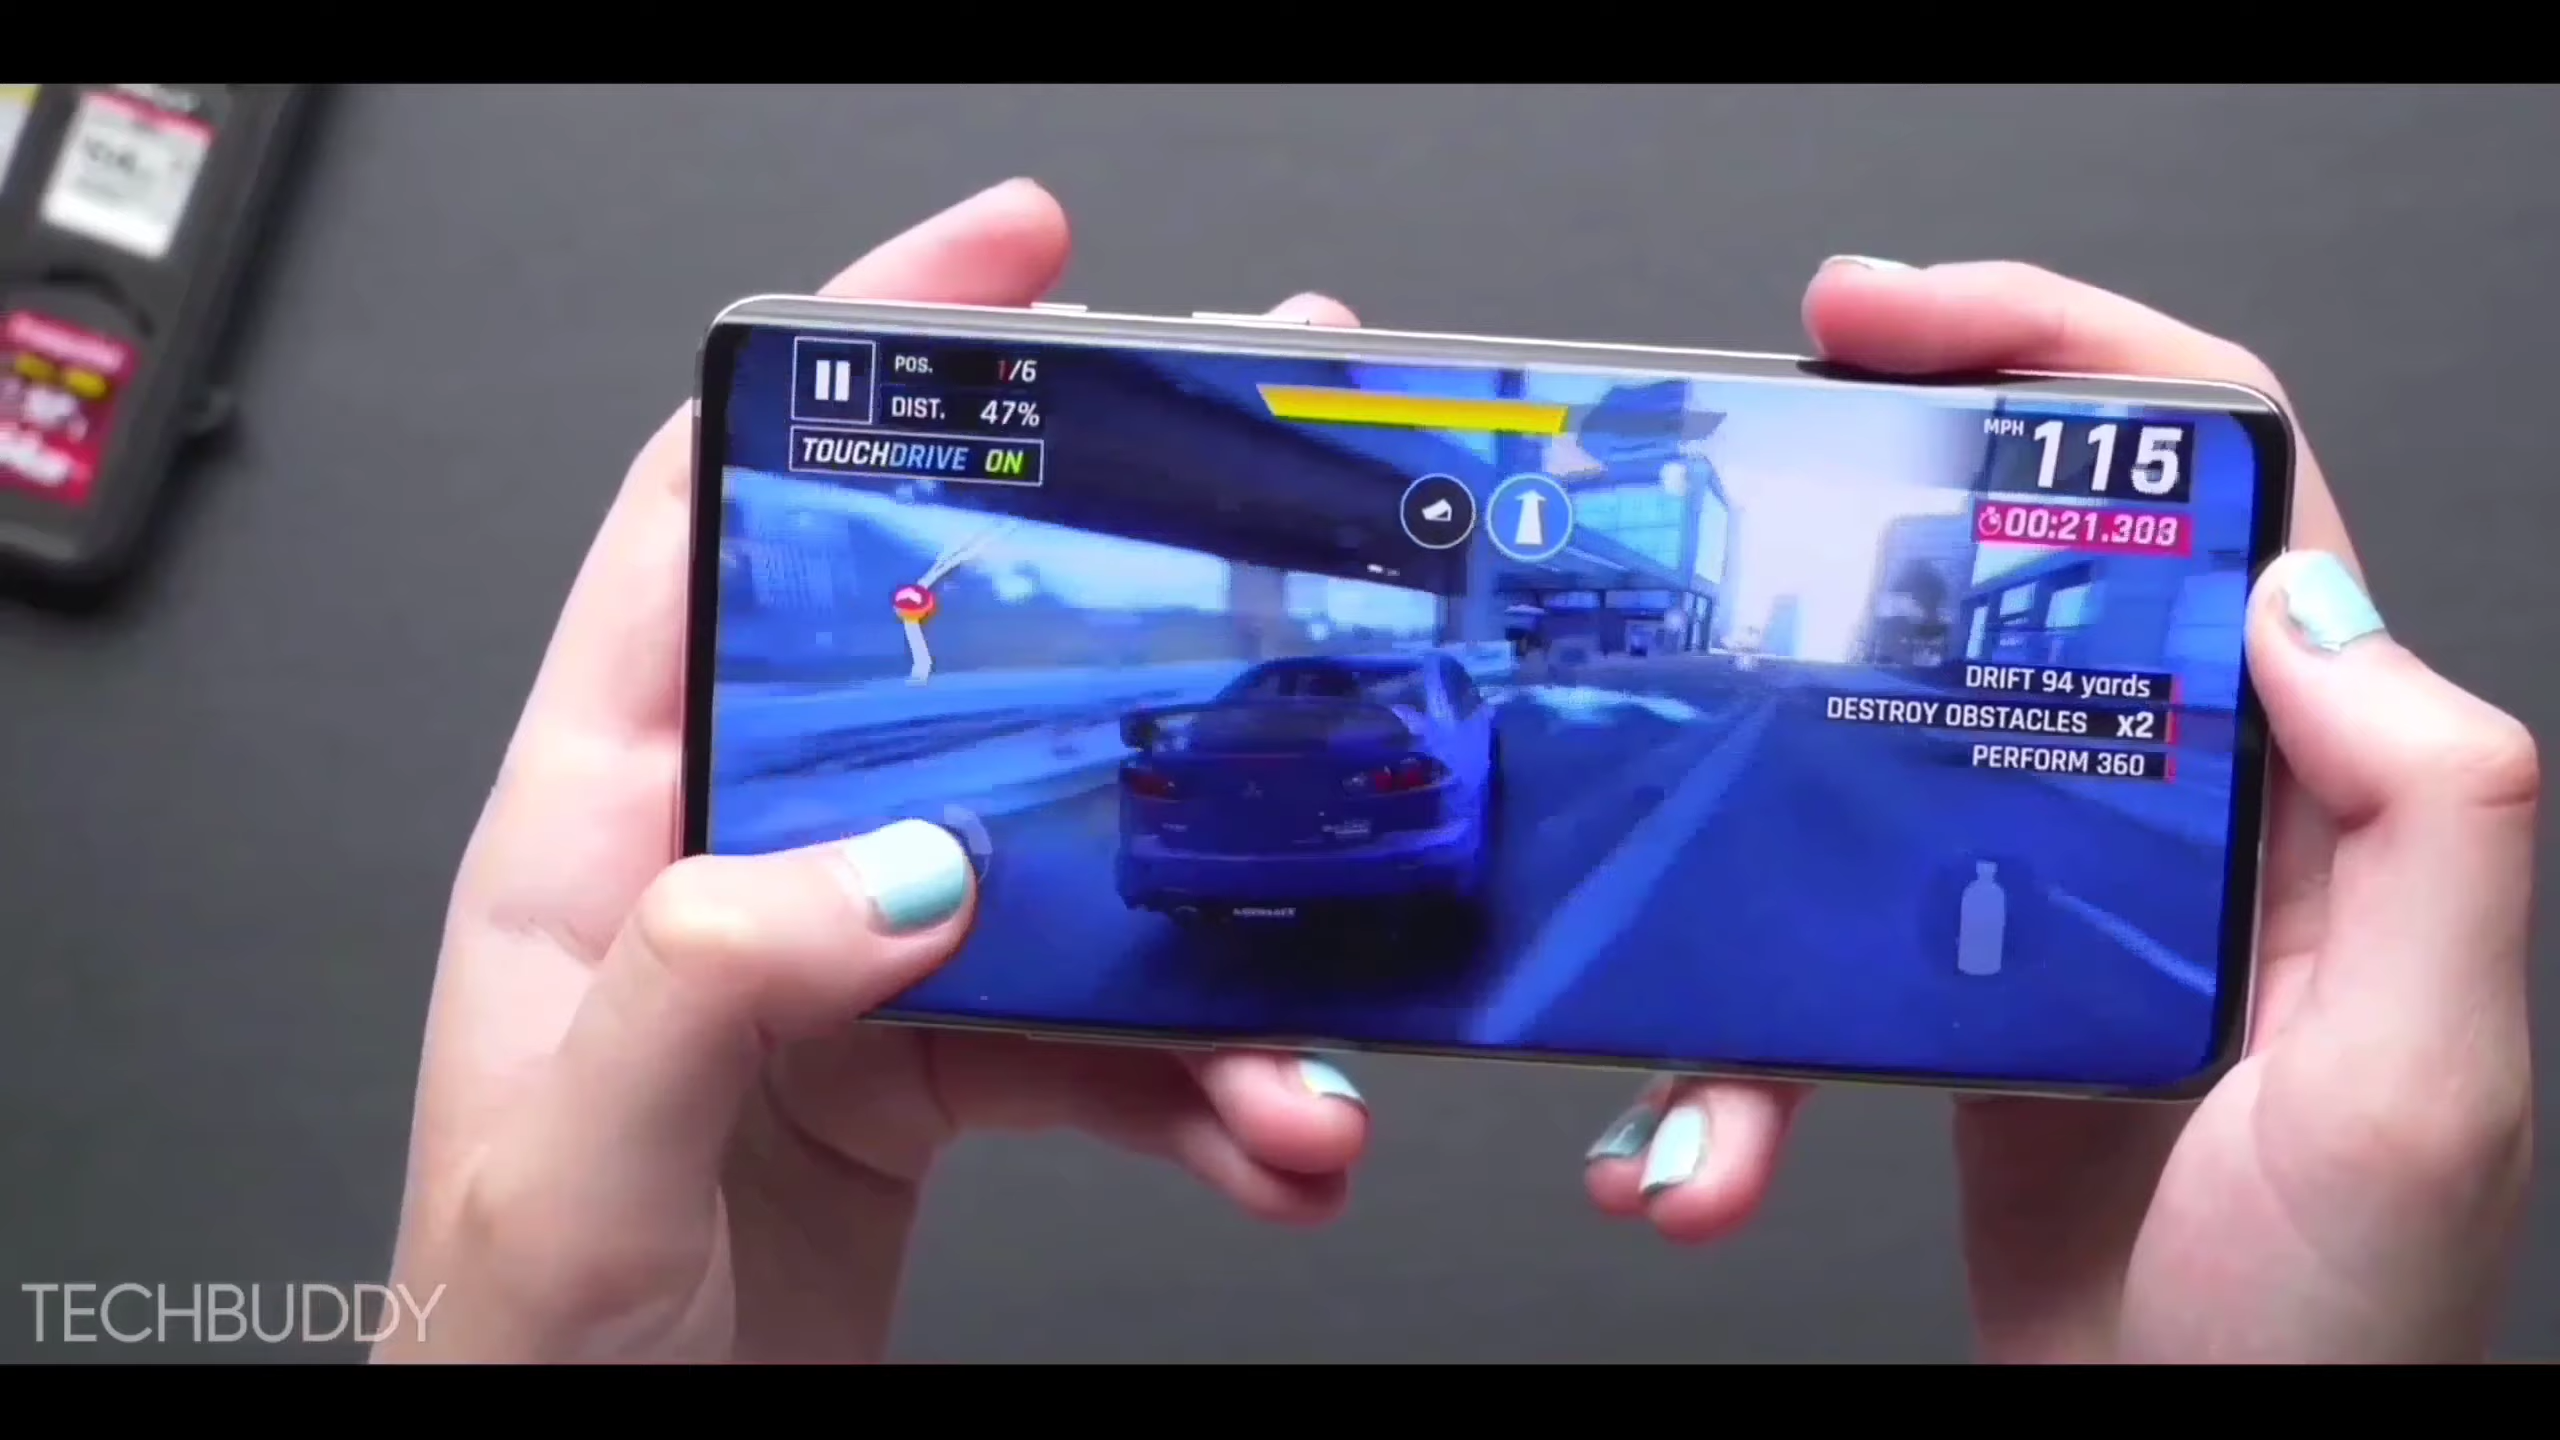 POS. 1/6
DIST. 47%
TOUCHDRIVE ON
MPH 115
00:21.303
DRIFT 94 yards
DESTROY OBSTACLES x2
PERFORM 360
TECHBUDDY